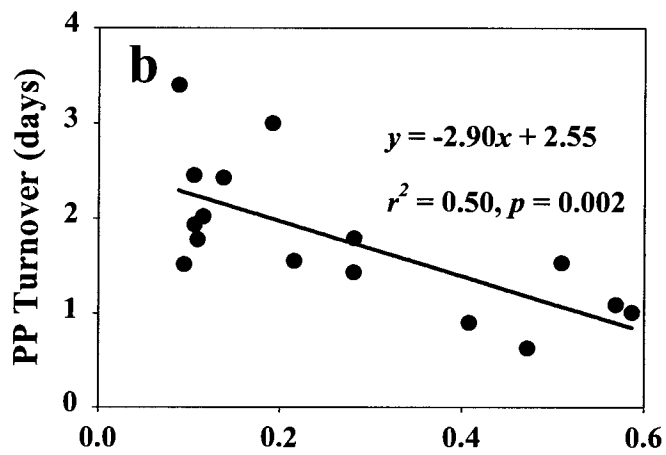 4
b
3
y = -2.90x + 2.55
r² = 0.50, p = 0.002
2
1
0
PP Turnover (days)
0.0 0.2 0.4 0.6